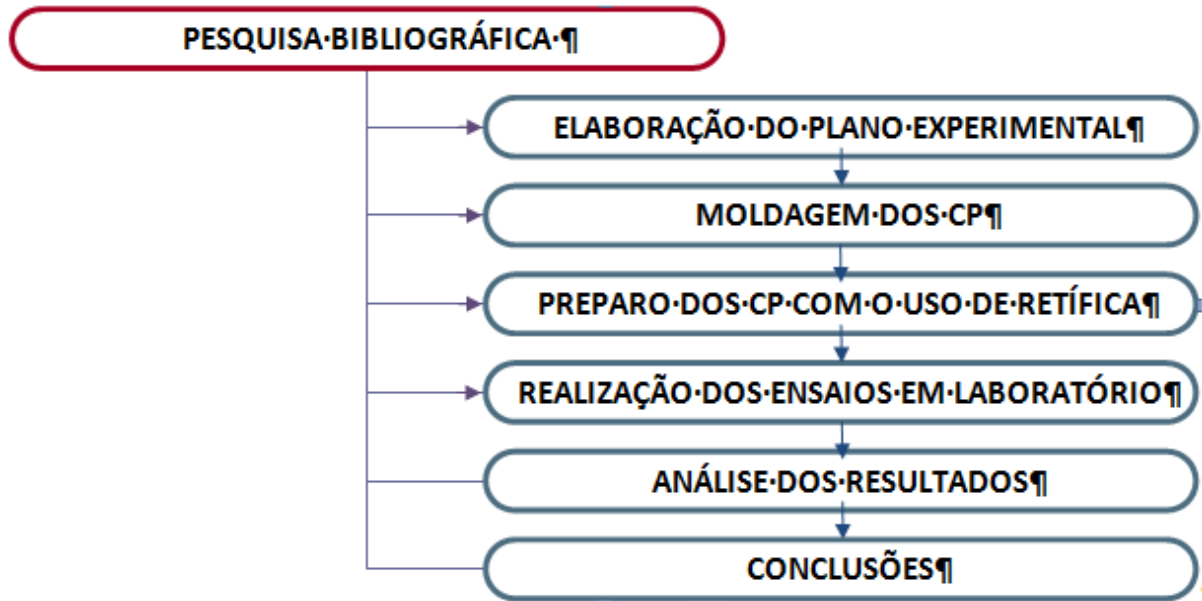 PESQUISA·BIBLIOGRÁFICA·¶
ELABORAÇÃO·DO·PLANO·EXPERIMENTAL¶
MOLDAGEM·DOS·CP¶
PREPARO·DOS·CP·COM·O·USO·DE·RETÍFICA¶
REALIZAÇÃO·DOS·ENSAIOS·EM·LABORATÓRIO¶
ANÁLISE·DOS·RESULTADOS¶
CONCLUSÕES¶